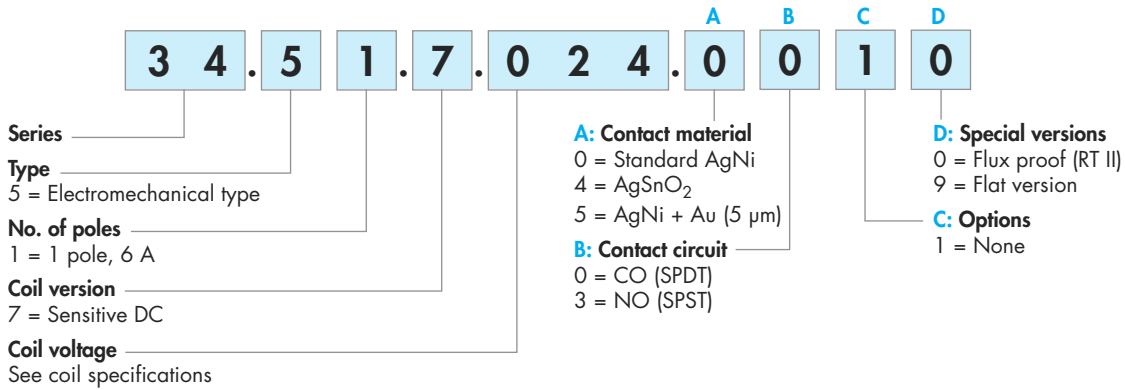 A B C D
3 4 . 5 1 . 7 . 0 2 4 . 0 0 1 0
Series
Type
5 = Electromechanical type
No. of poles
1 = 1 pole, 6 A
Coil version
7 = Sensitive DC
Coil voltage
See coil specifications
A: Contact material
0 = Standard AgNi
4 = AgSnO₂
5 = AgNi + Au (5 µm)
B: Contact circuit
0 = CO (SPDT)
3 = NO (SPST)
D: Special versions
0 = Flux proof (RT II)
9 = Flat version
C: Options
1 = None